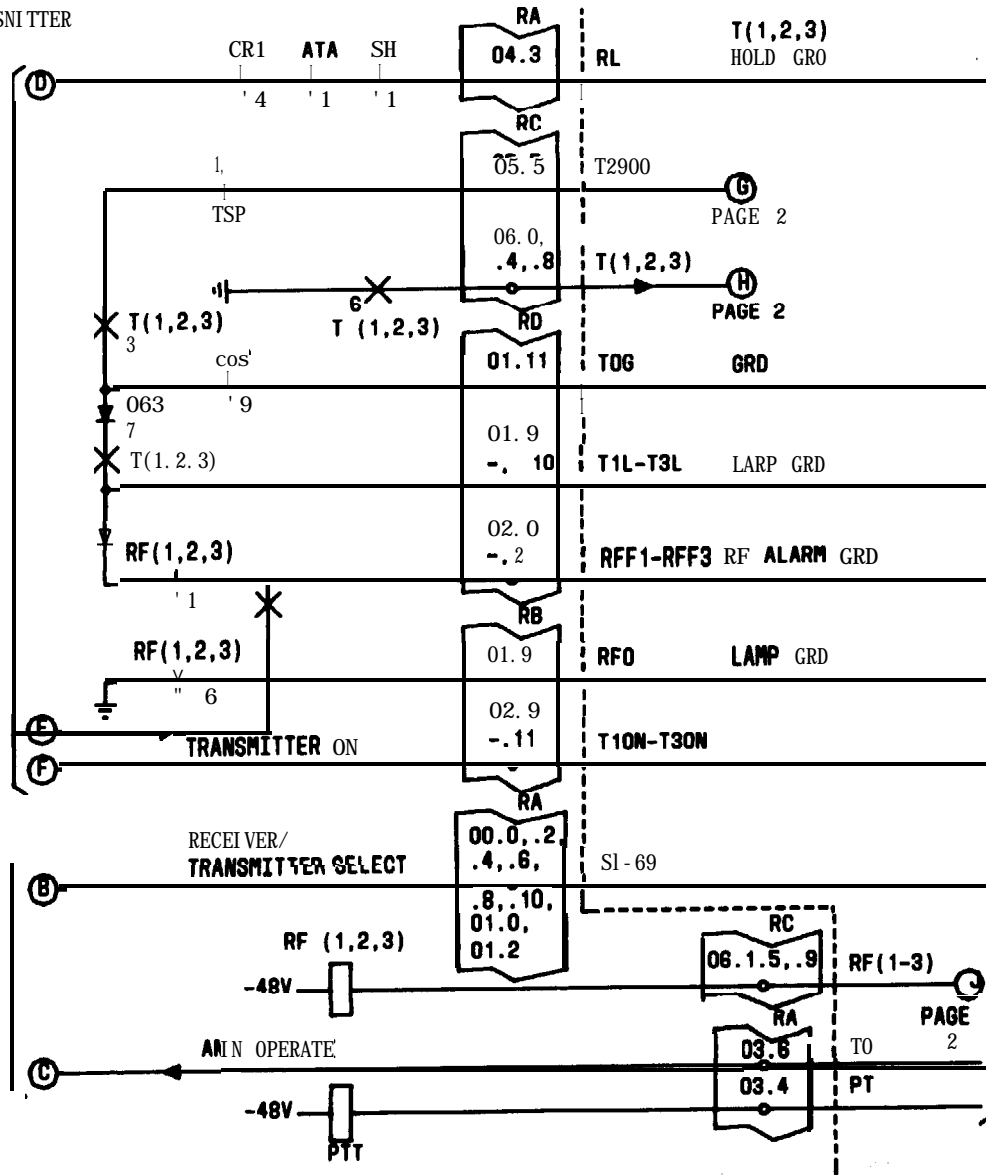 SNITTER
RA
T(1,2,3)
CR1 ATA SH
04.3 RL HOLD GRO
D
'4 '1 '1
RC
1,
05.5 T2900
G
TSP
PAGE 2
06.0,
.4,.8 T(1,2,3)
H
6
PAGE 2
T(1,2,3)
3
T (1,2,3)
RD
cos'
01.11 TOG GRD
063 '9
7
01.9
T(1.2.3)
-. 10 T1L-T3L LARP GRD
02.0
RF(1,2,3)
-.2 RFF1-RFF3 RF ALARM GRD
'1
RB
RF(1,2,3)
01.9 RFO LAMP GRD
" 6
02.9
E
TRANSMITTER ON
-.11 T1ON-T3ON
F
RA
RECEIVER/
TRANSMITTER SELECT
00.0,.2,
.4,.6,
S1-69
B
.8,.10,
01.0,
01.2
RC
RF (1,2,3)
06.1.5,.9 RF(1-3)
-48V
J
RA
PAGE
2
AMIN OPERATE
03.6 TO
C
03.4 PT
-48V
PTT